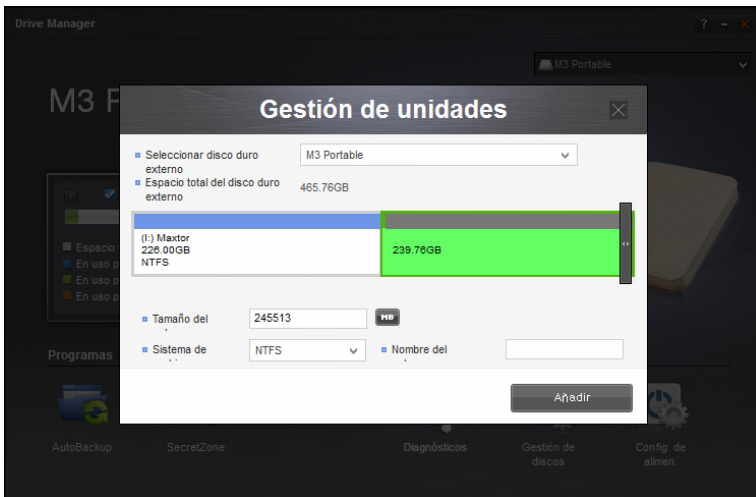 Drive Manager
? – ×
M3 Portable
M3 P
Gestión de unidades
Seleccionar disco duro
externo
M3 Portable
Espacio total del disco duro
externo
465.76GB
(I:) Maxtor
226.00GB
NTFS
239.76GB
Espacio
En uso p
En uso p
En uso p
Tamaño del
245513
MB
Sistema de
NTFS
Nombre del
Programas
Añadir
AutoBackup
SecretZone
Diagnósticos
Gestión de
discos
Config. de
alimen.